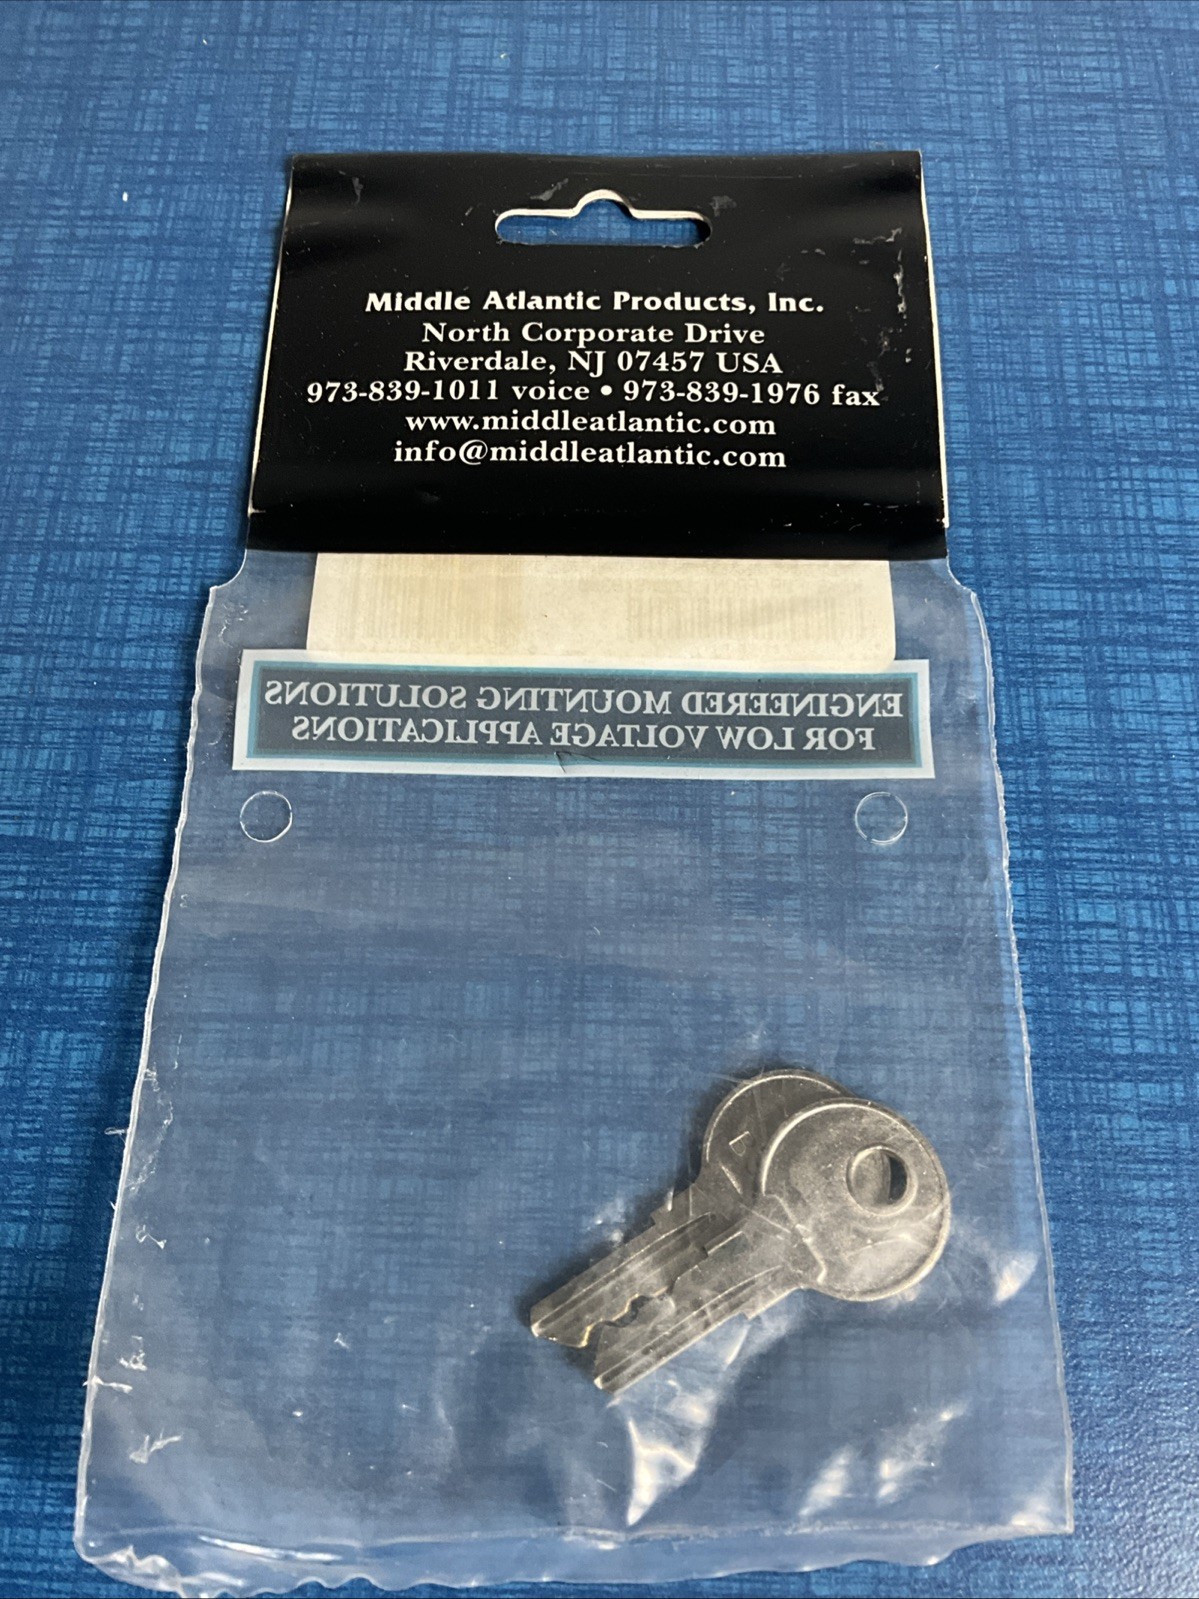 Middle Atlantic Products, Inc.
North Corporate Drive
Riverdale, NJ 07457 USA
973-839-1011 voice • 973-839-1976 fax
www.middleatlantic.com
info@middleatlantic.com
ENGINEERED MOUNTING SOLUTIONS
FOR LOW VOLTAGE APPLICATIONS